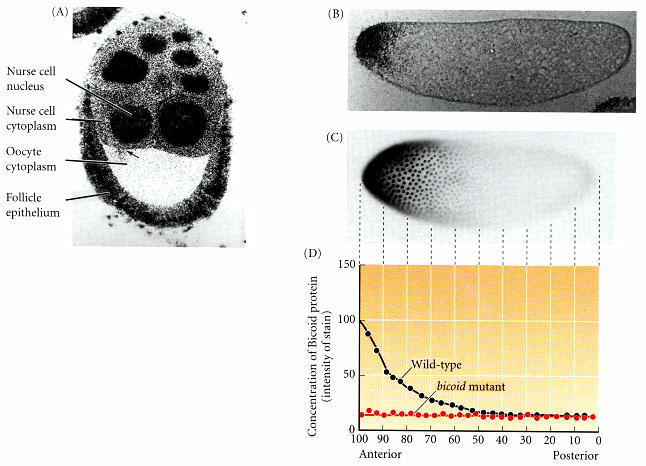 (A)
Nurse cell
nucleus
Nurse cell
cytoplasm
Oocyte
cytoplasm
Follicle
epithelium
(B)
(C)
(D)
Concentration of Bicoid protein
(intensity of stain)
150
100
50
0
Wild-type
bicoid mutant
100 90 80 70 60 50 40 30 20 10 0
Anterior Posterior